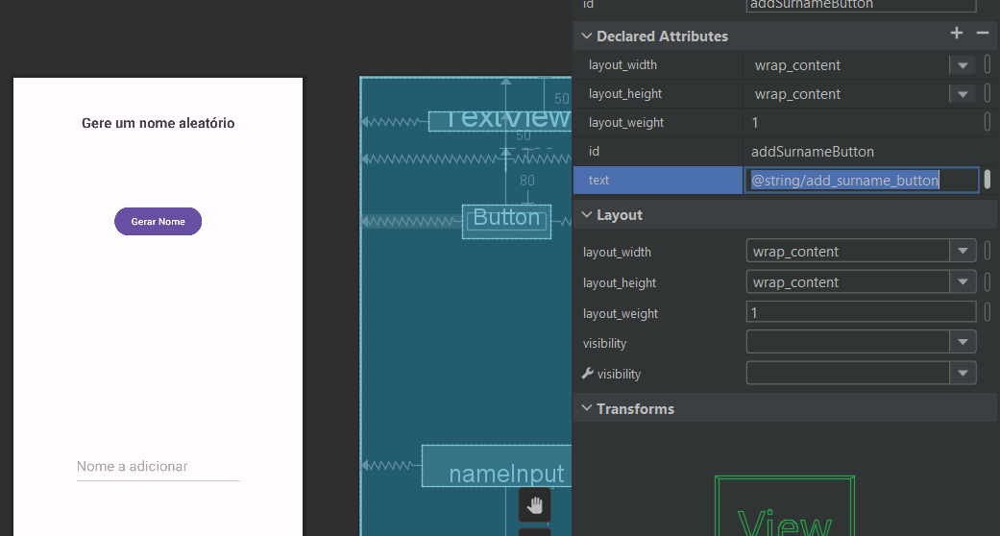 id
addSurnameButton
Declared Attributes
layout_width
wrap_content
layout_height
wrap_content
layout_weight
1
id
addSurnameButton
text
@string/add_surname_button
Layout
layout_width
wrap_content
layout_height
wrap_content
layout_weight
1
visibility
visibility
Transforms
View
Gere um nome aleatório
Gerar Nome
Nome a adicionar
50
TextView
50
80
Button
nameInput